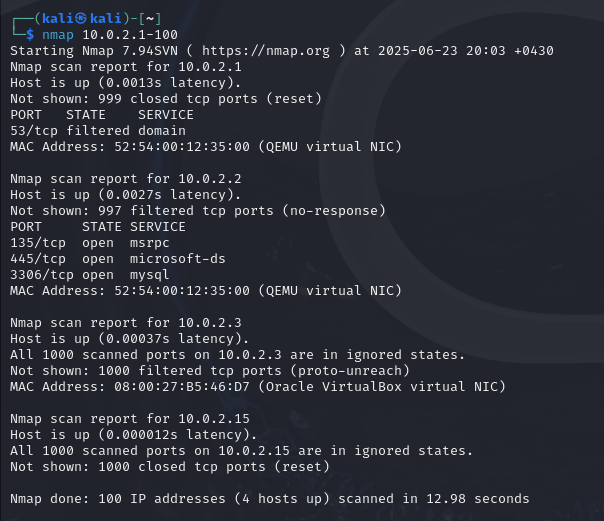 ┌──(kali㉿kali)-[~]
└─$ nmap 10.0.2.1-100
Starting Nmap 7.94SVN ( https://nmap.org ) at 2025-06-23 20:03 +0430
Nmap scan report for 10.0.2.1
Host is up (0.0013s latency).
Not shown: 999 closed tcp ports (reset)
PORT   STATE    SERVICE
53/tcp filtered domain
MAC Address: 52:54:00:12:35:00 (QEMU virtual NIC)

Nmap scan report for 10.0.2.2
Host is up (0.0027s latency).
Not shown: 997 filtered tcp ports (no-response)
PORT     STATE SERVICE
135/tcp  open  msrpc
445/tcp  open  microsoft-ds
3306/tcp open  mysql
MAC Address: 52:54:00:12:35:00 (QEMU virtual NIC)

Nmap scan report for 10.0.2.3
Host is up (0.00037s latency).
All 1000 scanned ports on 10.0.2.3 are in ignored states.
Not shown: 1000 filtered tcp ports (proto-unreach)
MAC Address: 08:00:27:B5:46:D7 (Oracle VirtualBox virtual NIC)

Nmap scan report for 10.0.2.15
Host is up (0.000012s latency).
All 1000 scanned ports on 10.0.2.15 are in ignored states.
Not shown: 1000 closed tcp ports (reset)

Nmap done: 100 IP addresses (4 hosts up) scanned in 12.98 seconds